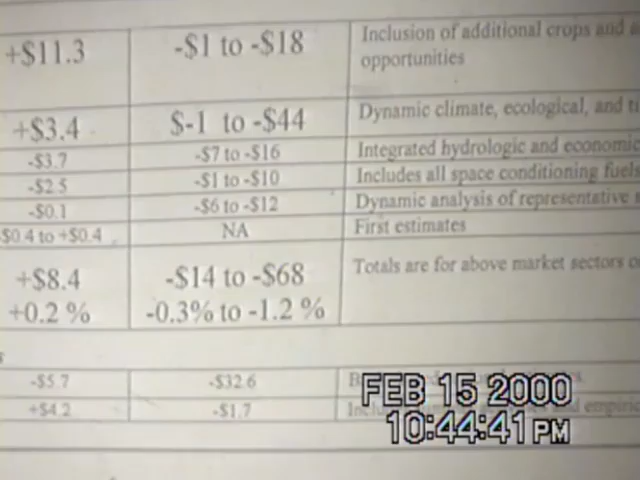 +$11.3 -$1 to -$18 Inclusion of additional crops and
opportunities
+$3.4 $-1 to -$44 Dynamic climate, ecological, and
-$3.7 -$7 to -$16 Integrated hydrologic and economic
-$2.5 -$1 to -$10 Includes all space conditioning fuels
-$0.1 -$6 to -$12 Dynamic analysis of representative
$0.4 to +$0.4 NA First estimates
+$8.4 -$14 to -$68 Totals are for above market sectors
+0.2 % -0.3% to -1.2 %
-$5.7 -$32.6
+$4.2 -$1.7 and
FEB 15 2000
10:44:41 PM